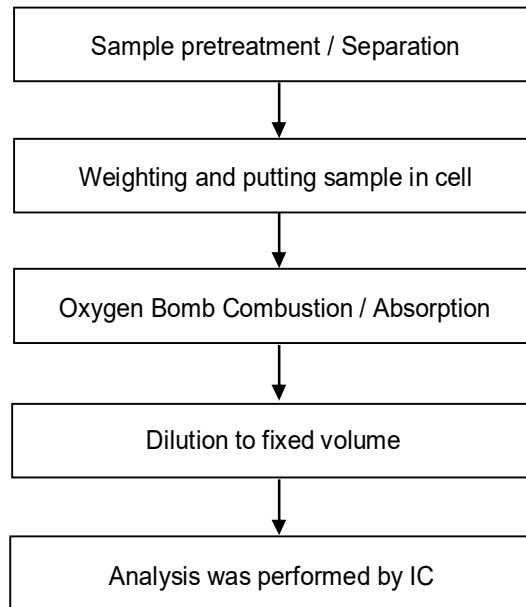 Sample pretreatment / Separation
Weighting and putting sample in cell
Oxygen Bomb Combustion / Absorption
Dilution to fixed volume
Analysis was performed by IC